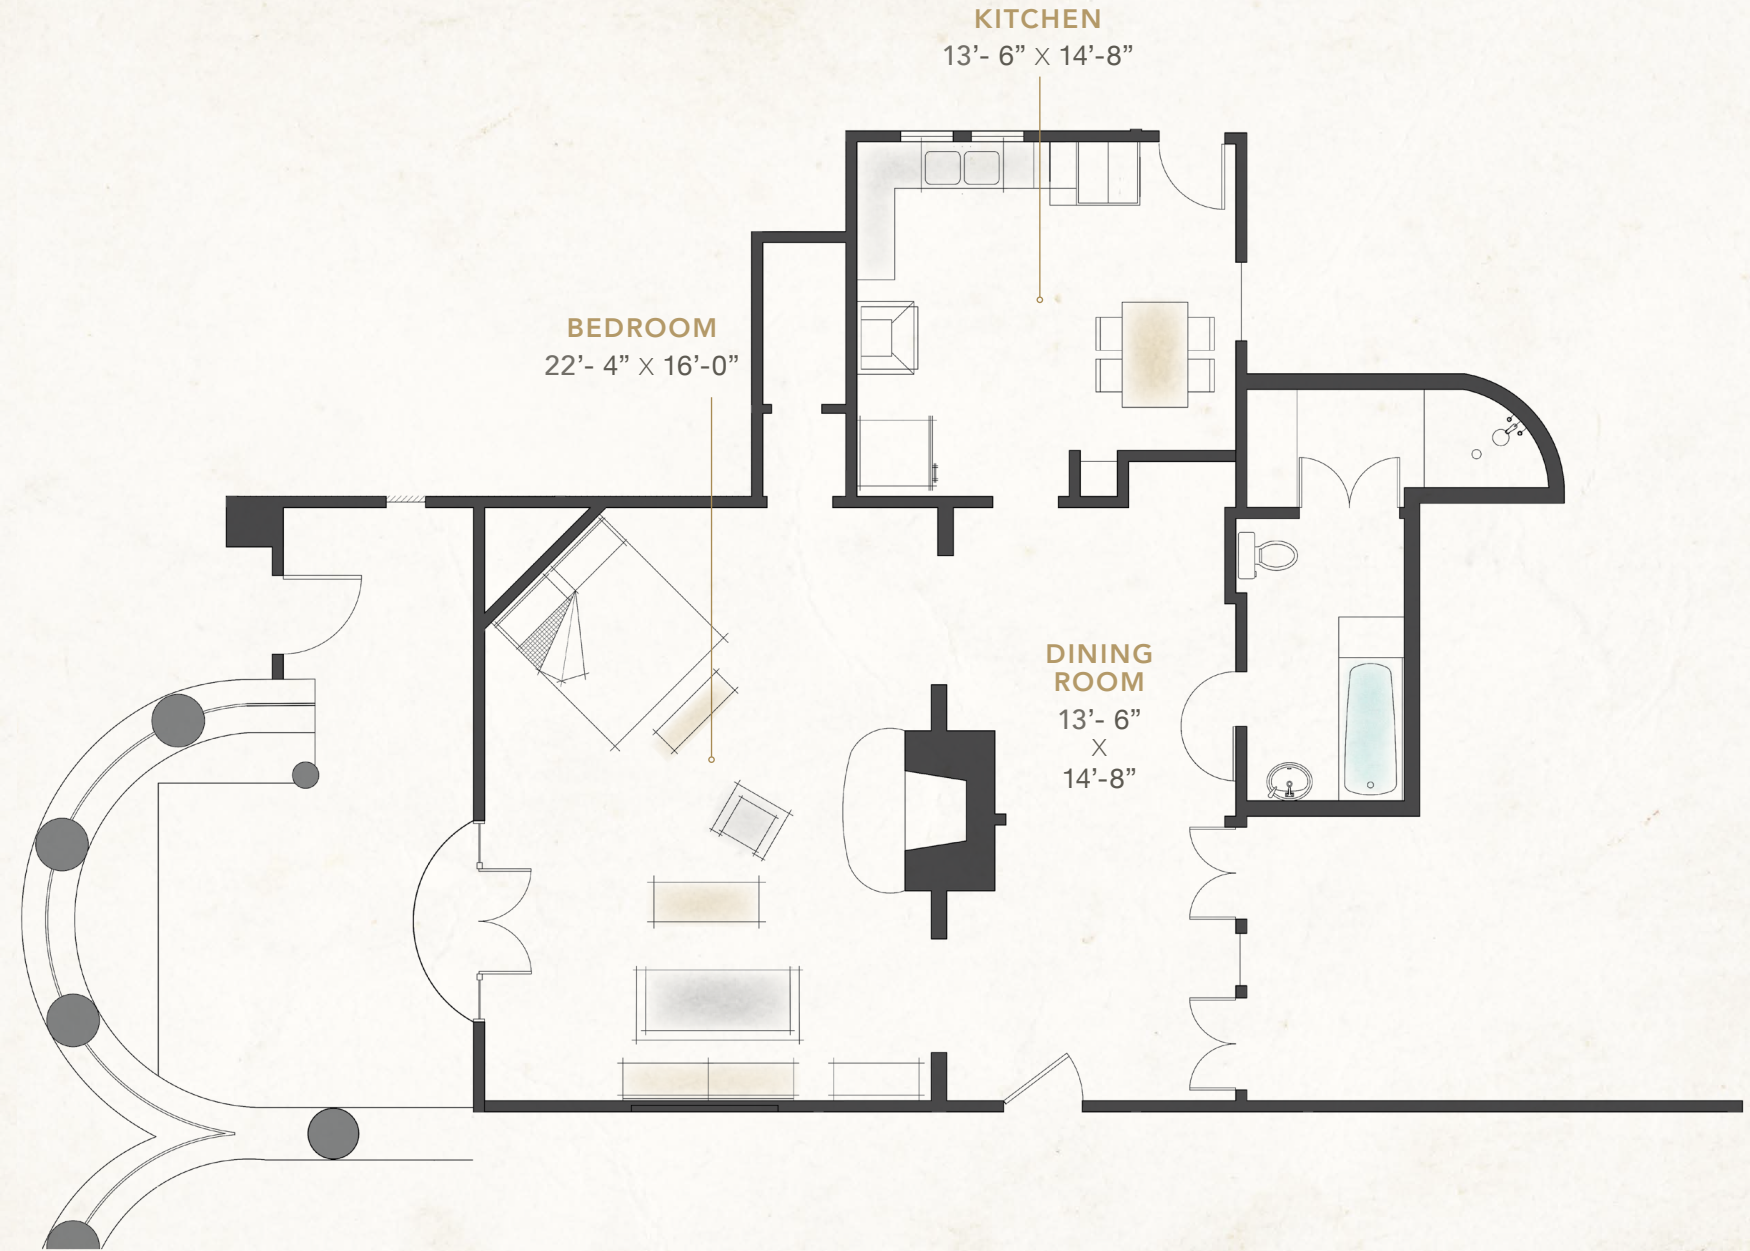 KITCHEN
13’- 6” X 14’-8”
BEDROOM
22’- 4” X 16’-0”
DINING
ROOM
13’- 6”
X
14’-8”